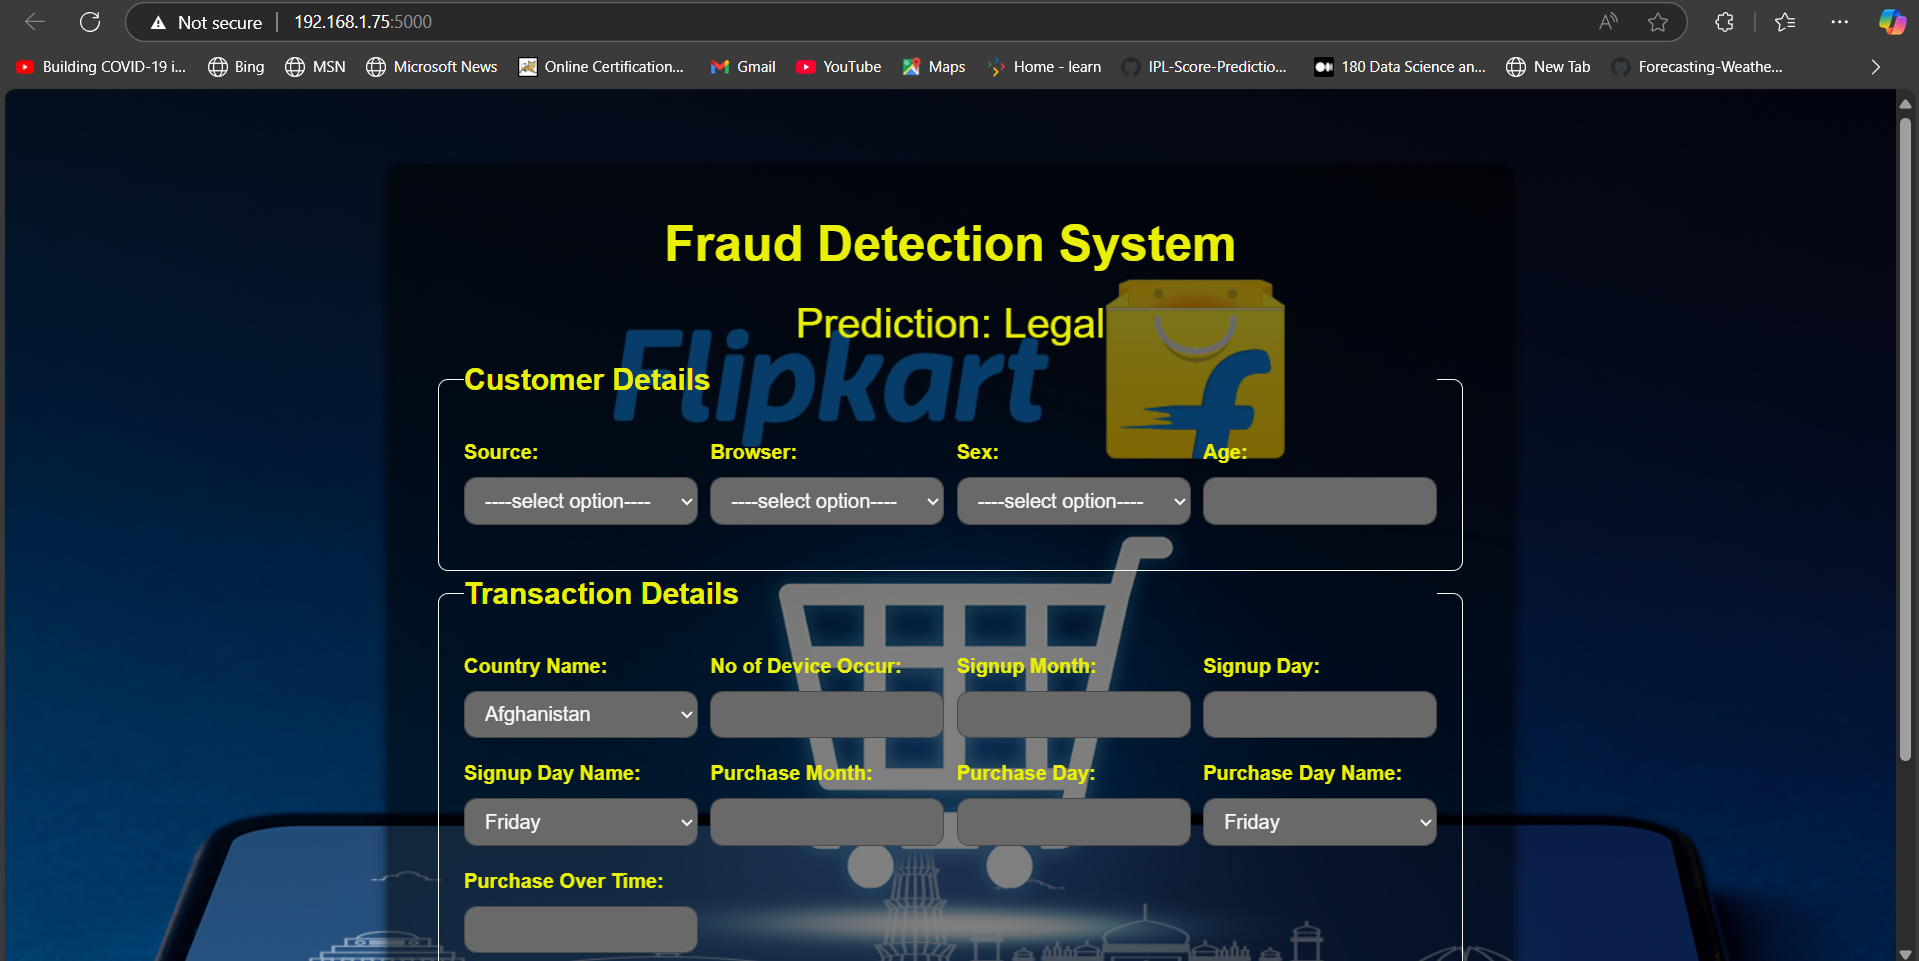 Not secure 192.168.1.75:5000
Building COVID-19 i... Bing MSN Microsoft News Online Certification... Gmail YouTube Maps Home - learn IPL-Score-Predictio... 180 Data Science an... New Tab Forecasting-Weathe...
Fraud Detection System
Prediction: Legal
Flipkart
Customer Details
Source: Browser: Sex: Age:
----select option---- ----select option---- ----select option----
Transaction Details
Country Name: No of Device Occur: Signup Month: Signup Day:
Afghanistan
Signup Day Name: Purchase Month: Purchase Day: Purchase Day Name:
Friday Friday
Purchase Over Time: